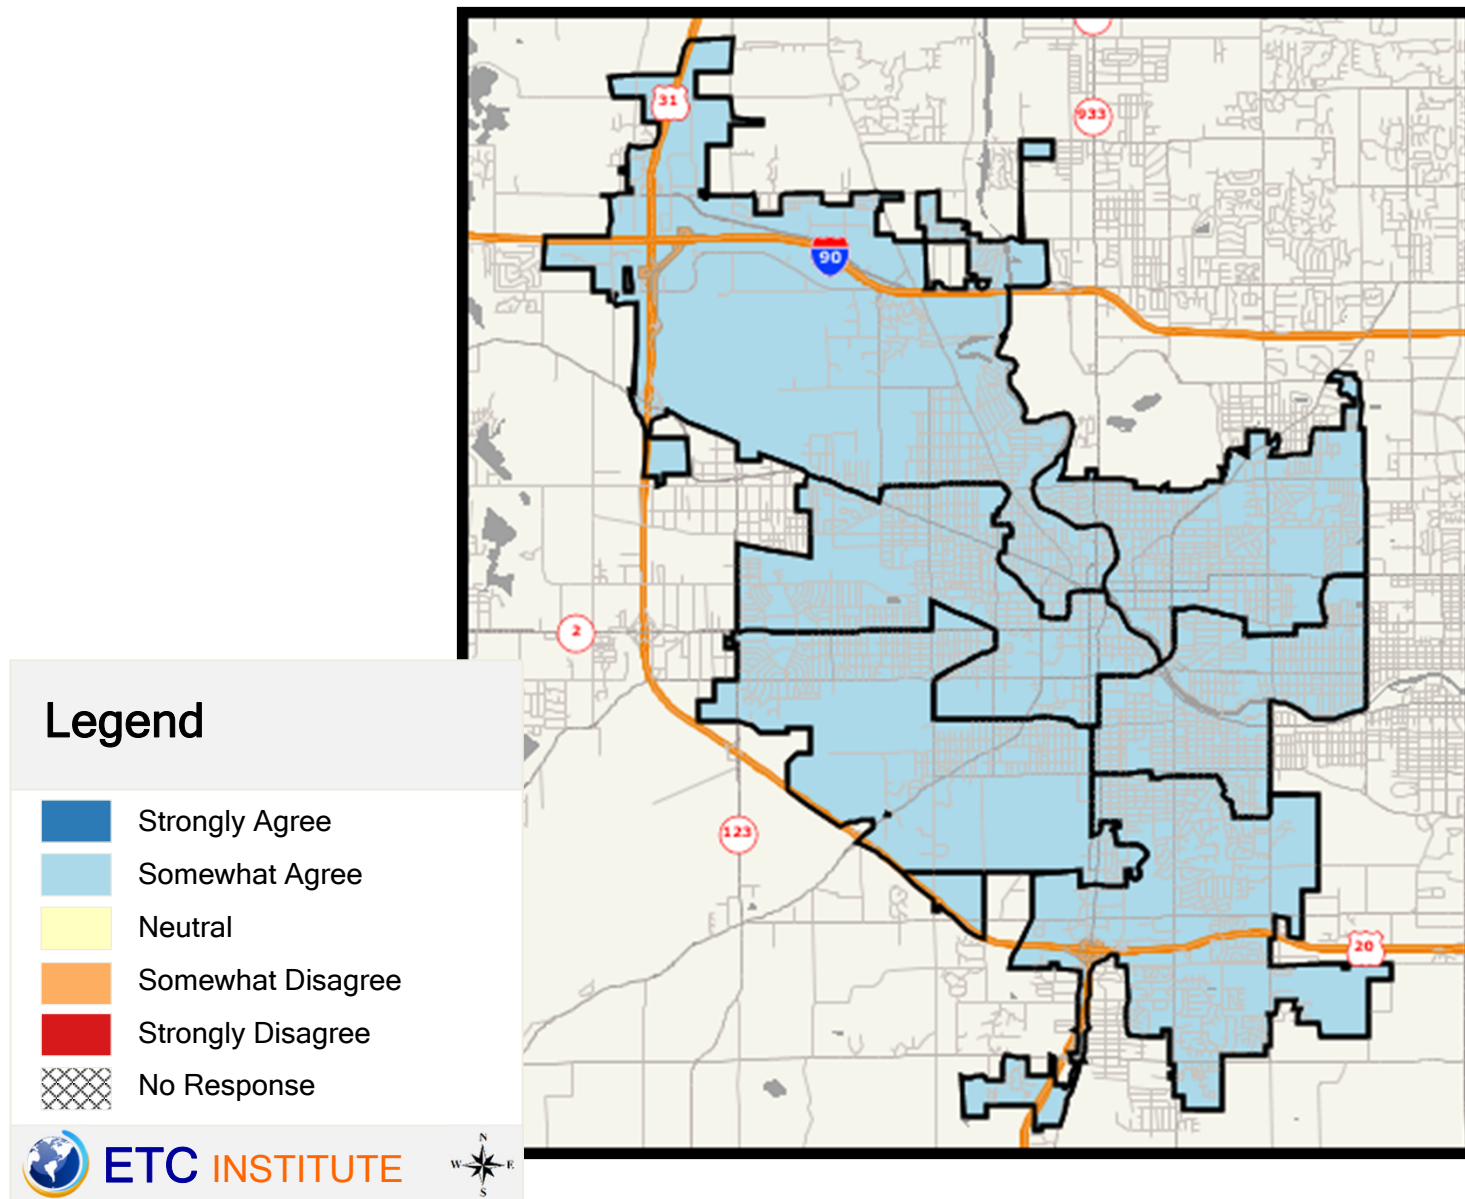 31
933
90
2
123
20
Legend
Strongly Agree
Somewhat Agree
Neutral
Somewhat Disagree
Strongly Disagree
No Response
ETC INSTITUTE
N
W E
S